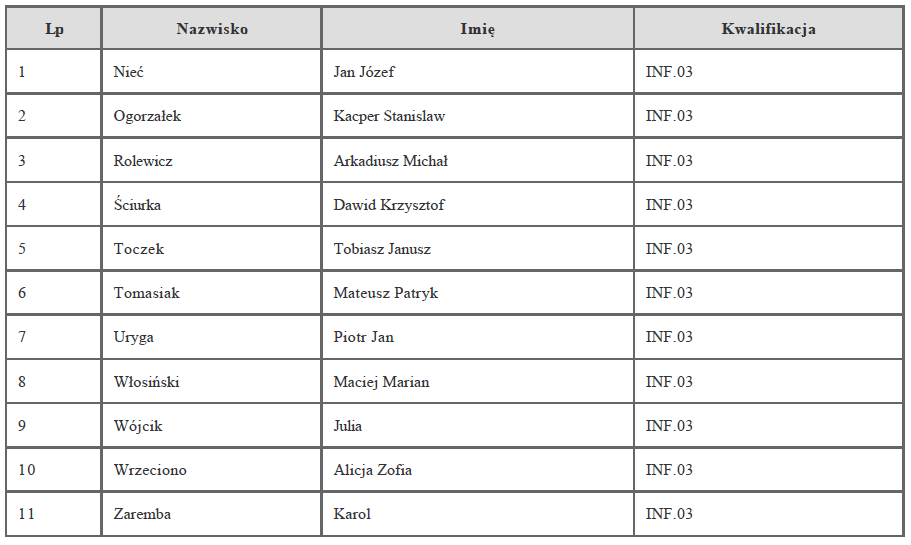 Lp Nazwisko Imię Kwalifikacja
1 Nieć Jan Józef INF.03
2 Ogorzałek Kacper Stanislaw INF.03
3 Rolewicz Arkadiusz Michał INF.03
4 Ściurka Dawid Krzysztof INF.03
5 Toczek Tobiasz Janusz INF.03
6 Tomasiak Mateusz Patryk INF.03
7 Uryga Piotr Jan INF.03
8 Włosiński Maciej Marian INF.03
9 Wójcik Julia INF.03
10 Wrzeciono Alicja Zofia INF.03
11 Zaremba Karol INF.03